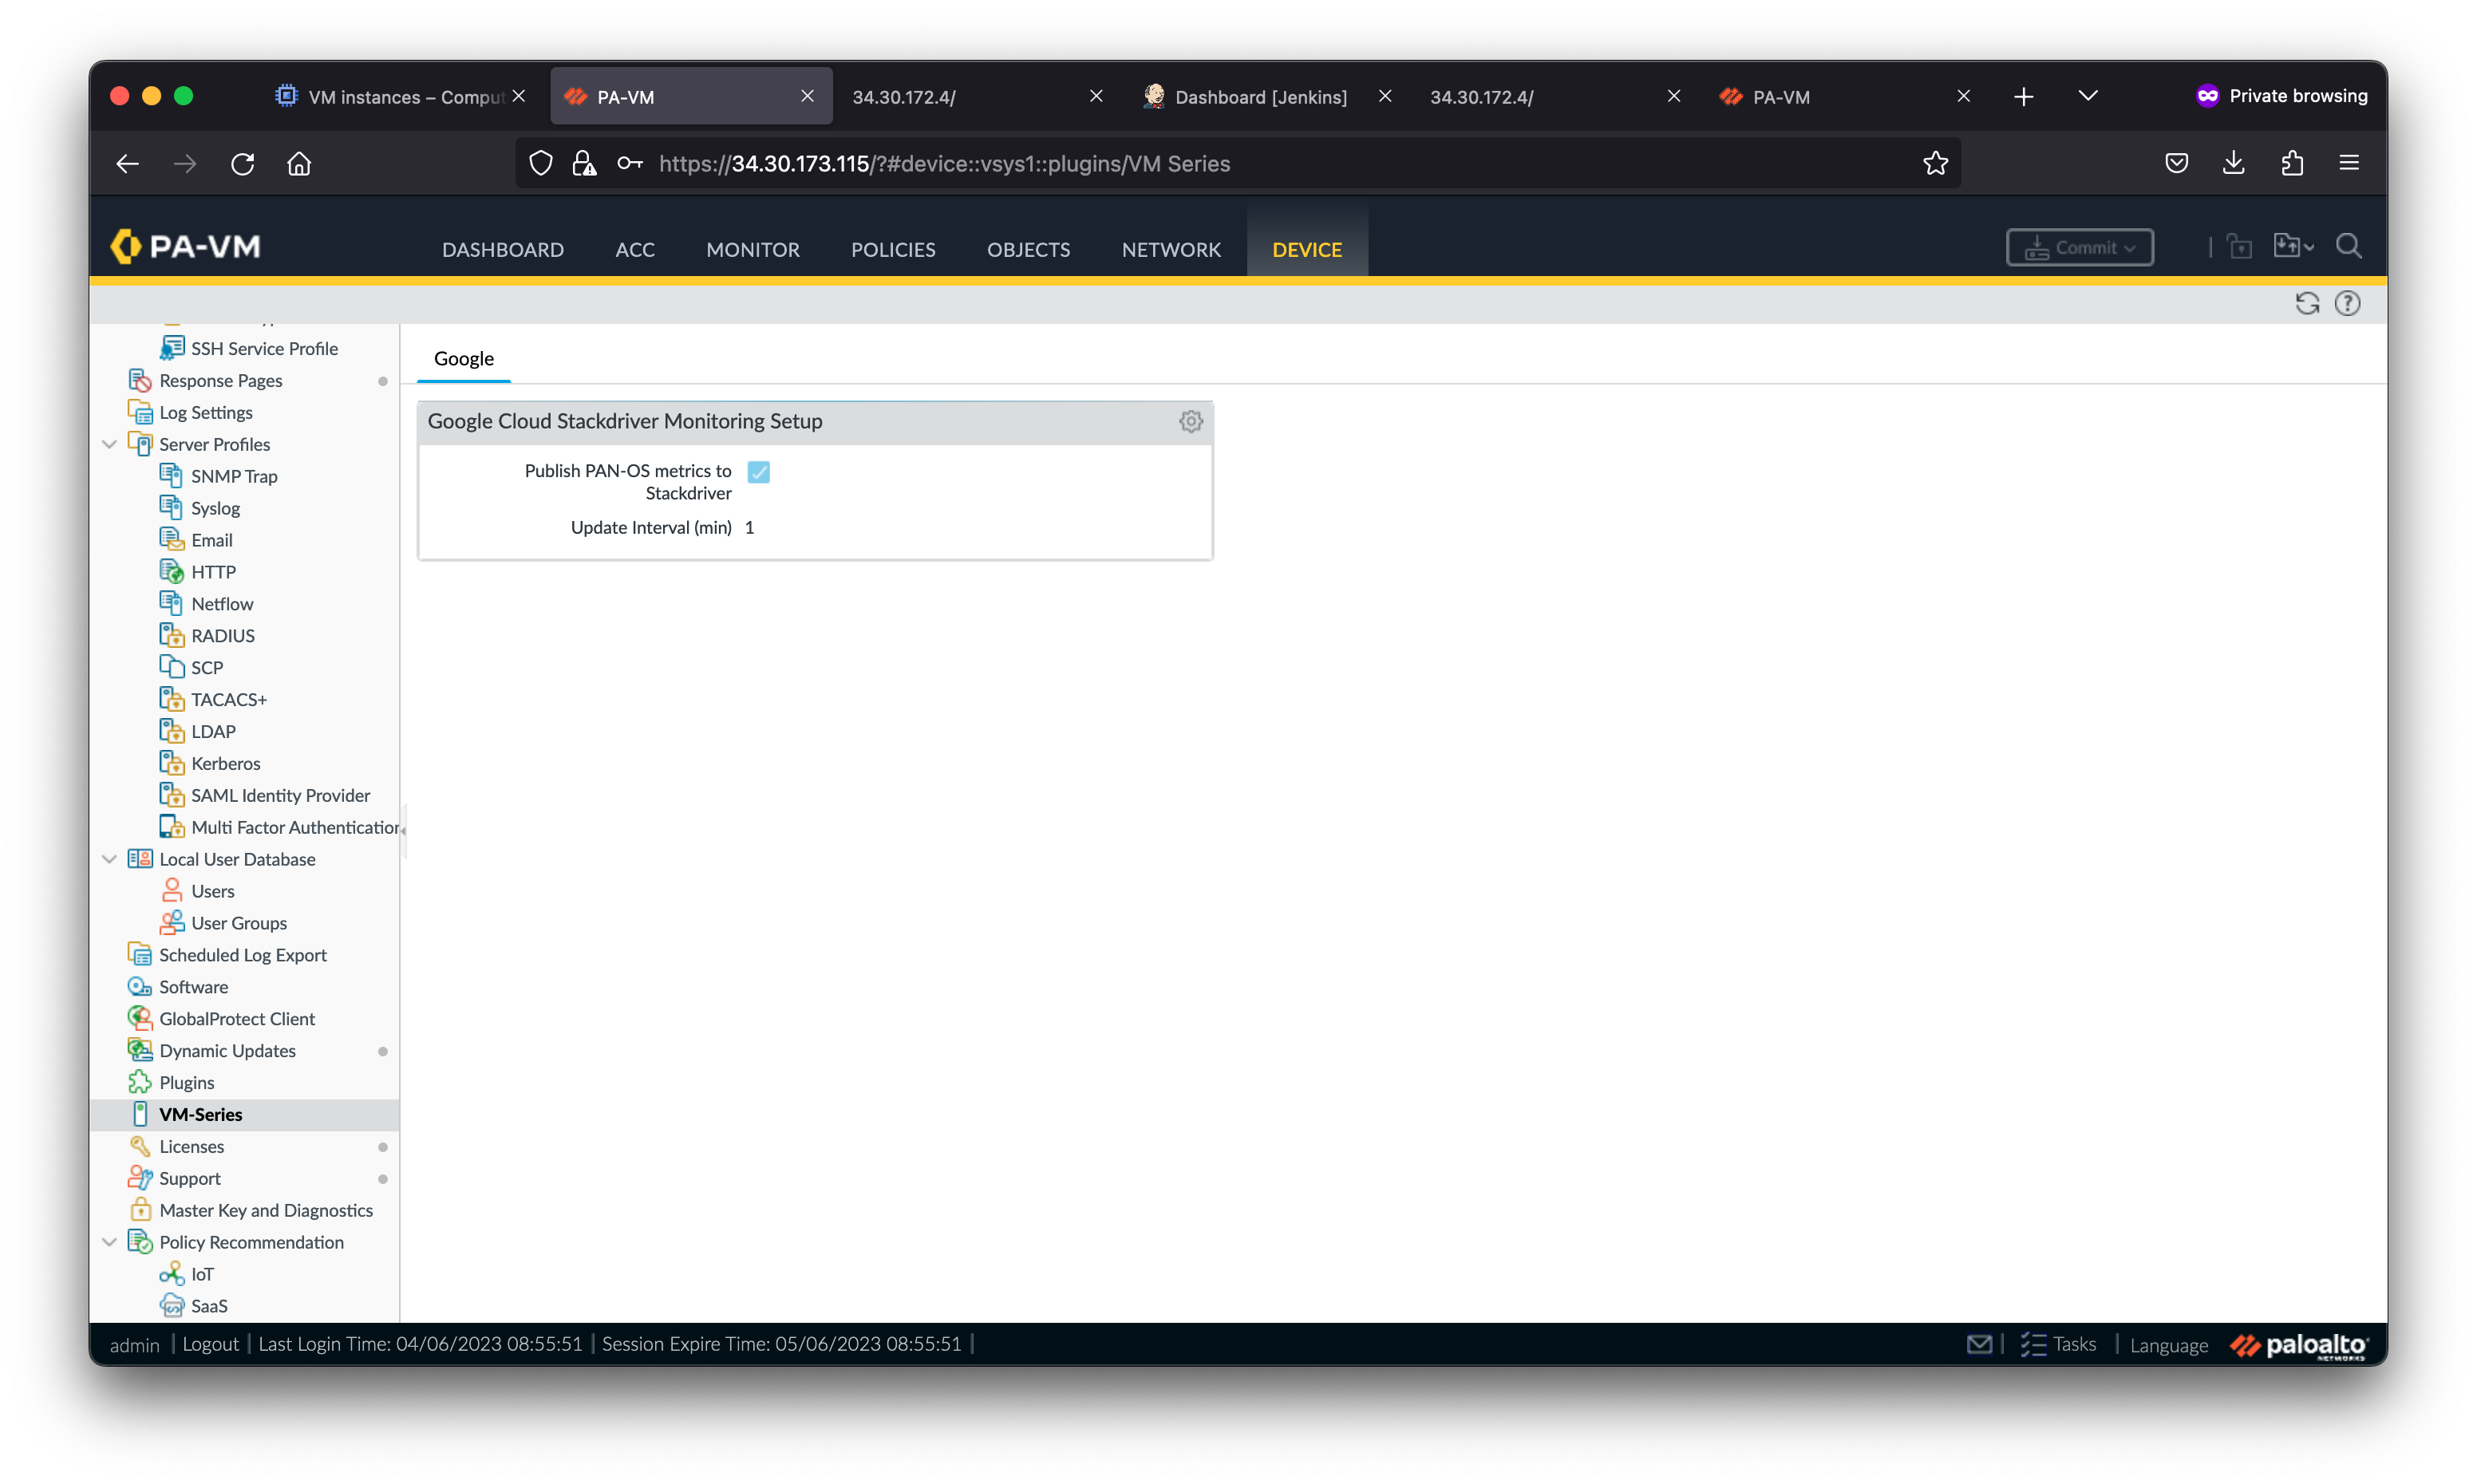 VM instances – Comput
PA-VM
34.30.172.4/
Dashboard [Jenkins]
34.30.172.4/
PA-VM
Private browsing
https://34.30.173.115/?#device::vsys1::plugins/VM Series
PA-VM
DASHBOARD
ACC
MONITOR
POLICIES
OBJECTS
NETWORK
DEVICE
Commit
SSH Service Profile
Response Pages
Log Settings
Server Profiles
SNMP Trap
Syslog
Email
HTTP
Netflow
RADIUS
SCP
TACACS+
LDAP
Kerberos
SAML Identity Provider
Multi Factor Authentication
Local User Database
Users
User Groups
Scheduled Log Export
Software
GlobalProtect Client
Dynamic Updates
Plugins
VM-Series
Licenses
Support
Master Key and Diagnostics
Policy Recommendation
IoT
SaaS
Google
Google Cloud Stackdriver Monitoring Setup
Publish PAN-OS metrics to
Stackdriver
Update Interval (min) 1
admin | Logout | Last Login Time: 04/06/2023 08:55:51 | Session Expire Time: 05/06/2023 08:55:51 |
Tasks | Language
paloalto
NETWORKS